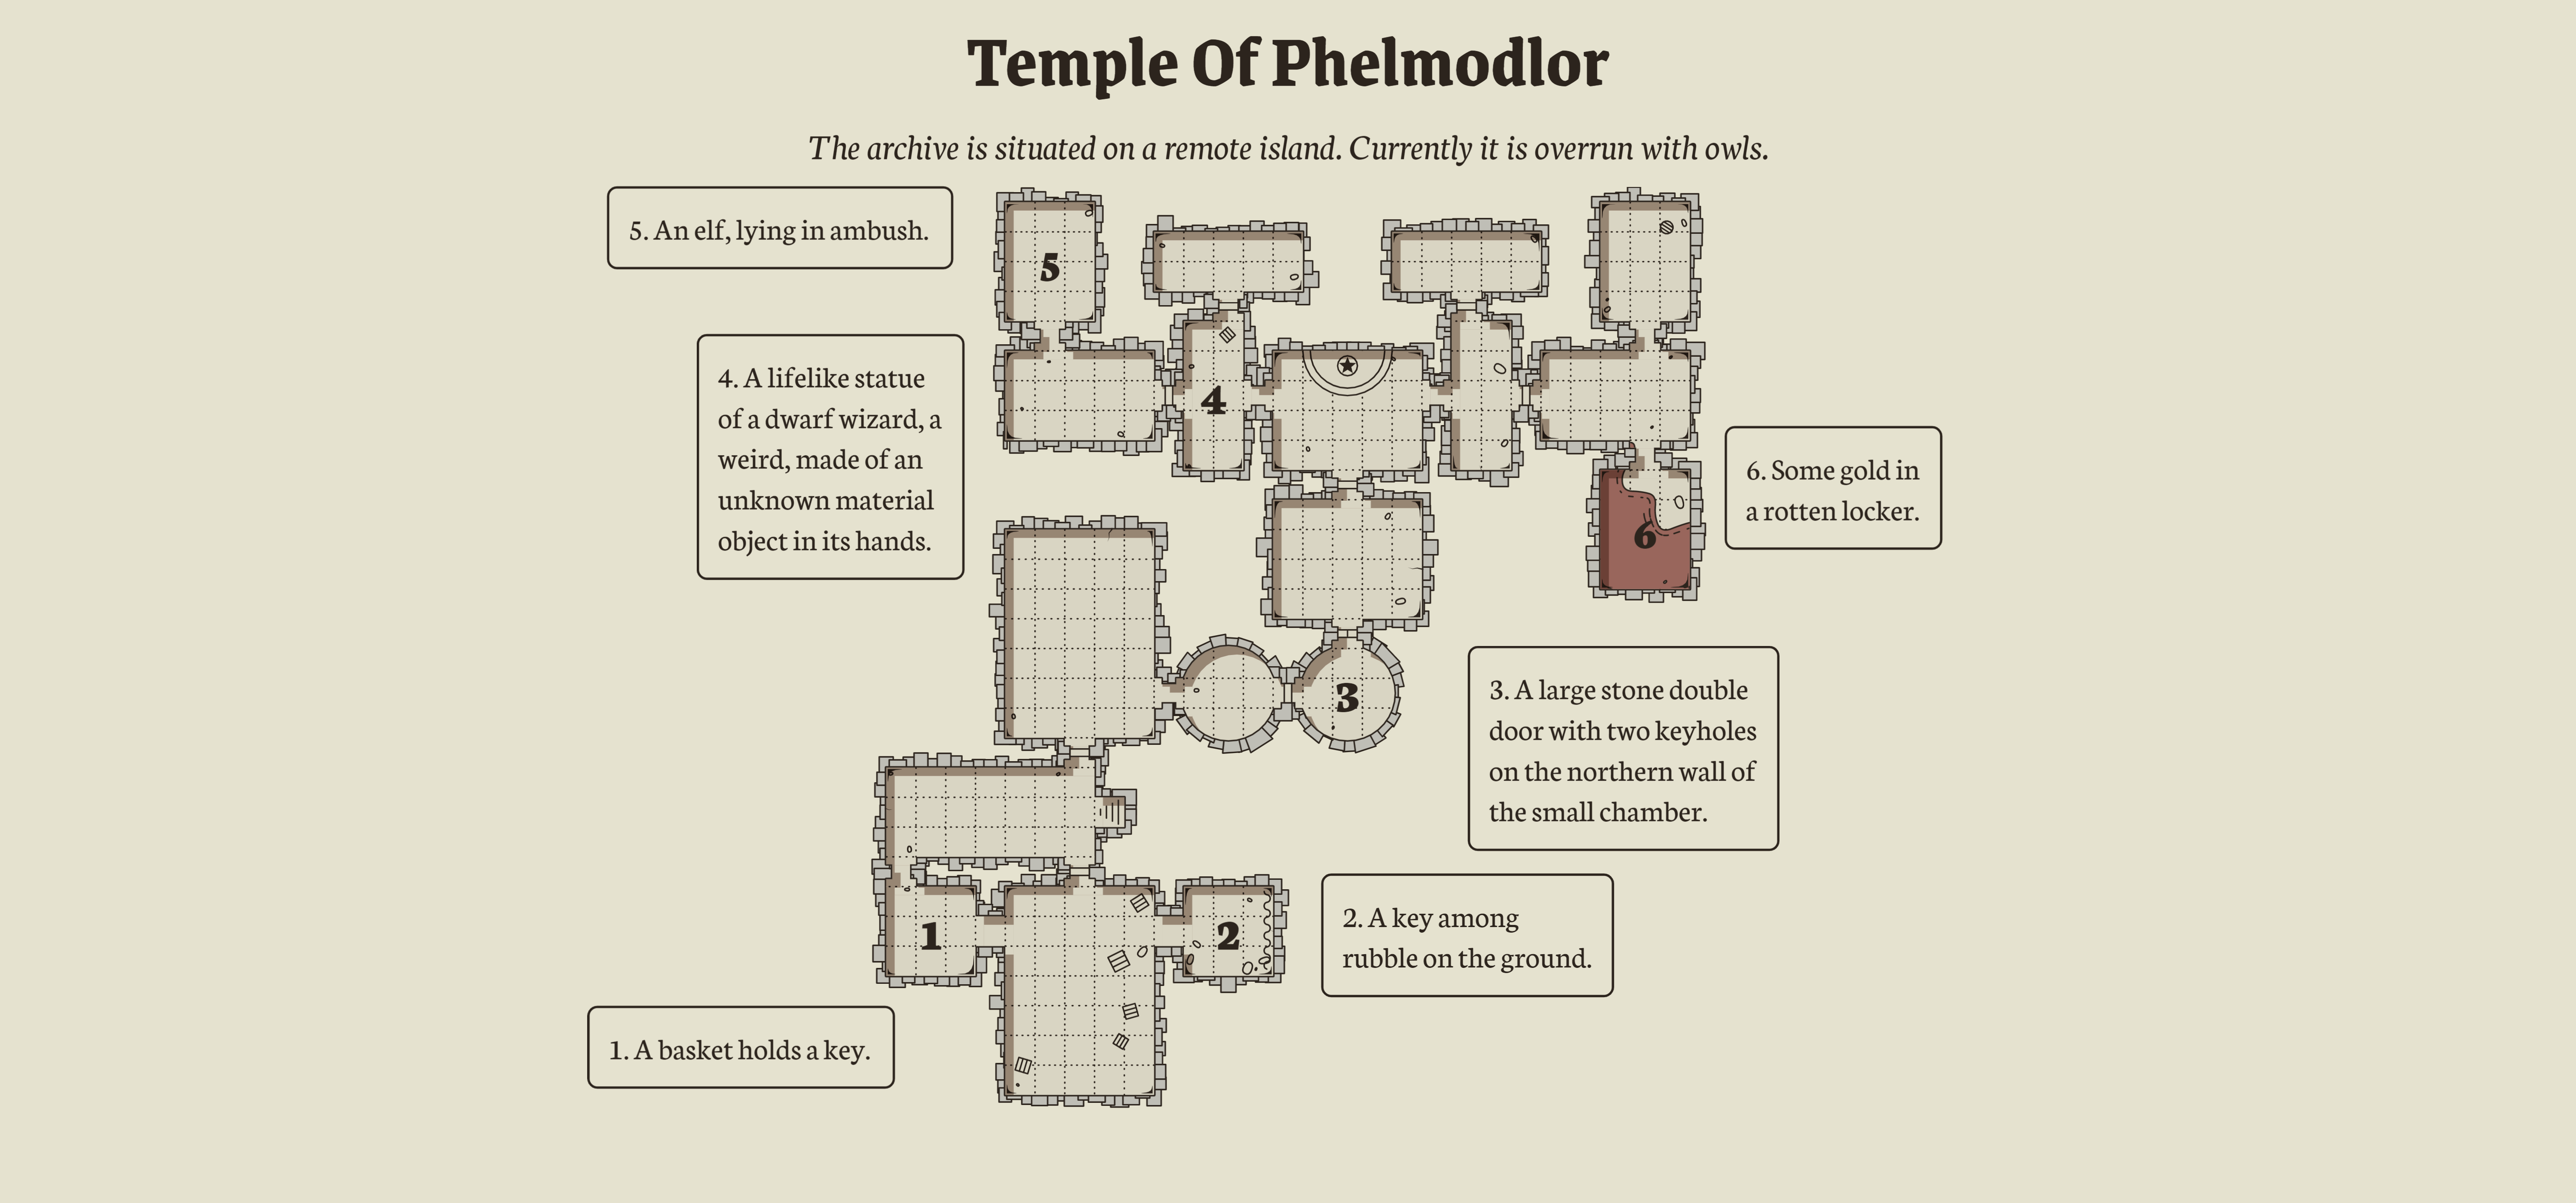 Temple Of Phelmodlor
The archive is situated on a remote island. Currently it is overrun with owls.
5. An elf, lying in ambush.
5
4. A lifelike statue
of a dwarf wizard, a
weird, made of an
unknown material
object in its hands.
4
6. Some gold in
a rotten locker.
6
3. A large stone double
door with two keyholes
on the northern wall of
the small chamber.
3
2. A key among
rubble on the ground.
1
2
1. A basket holds a key.